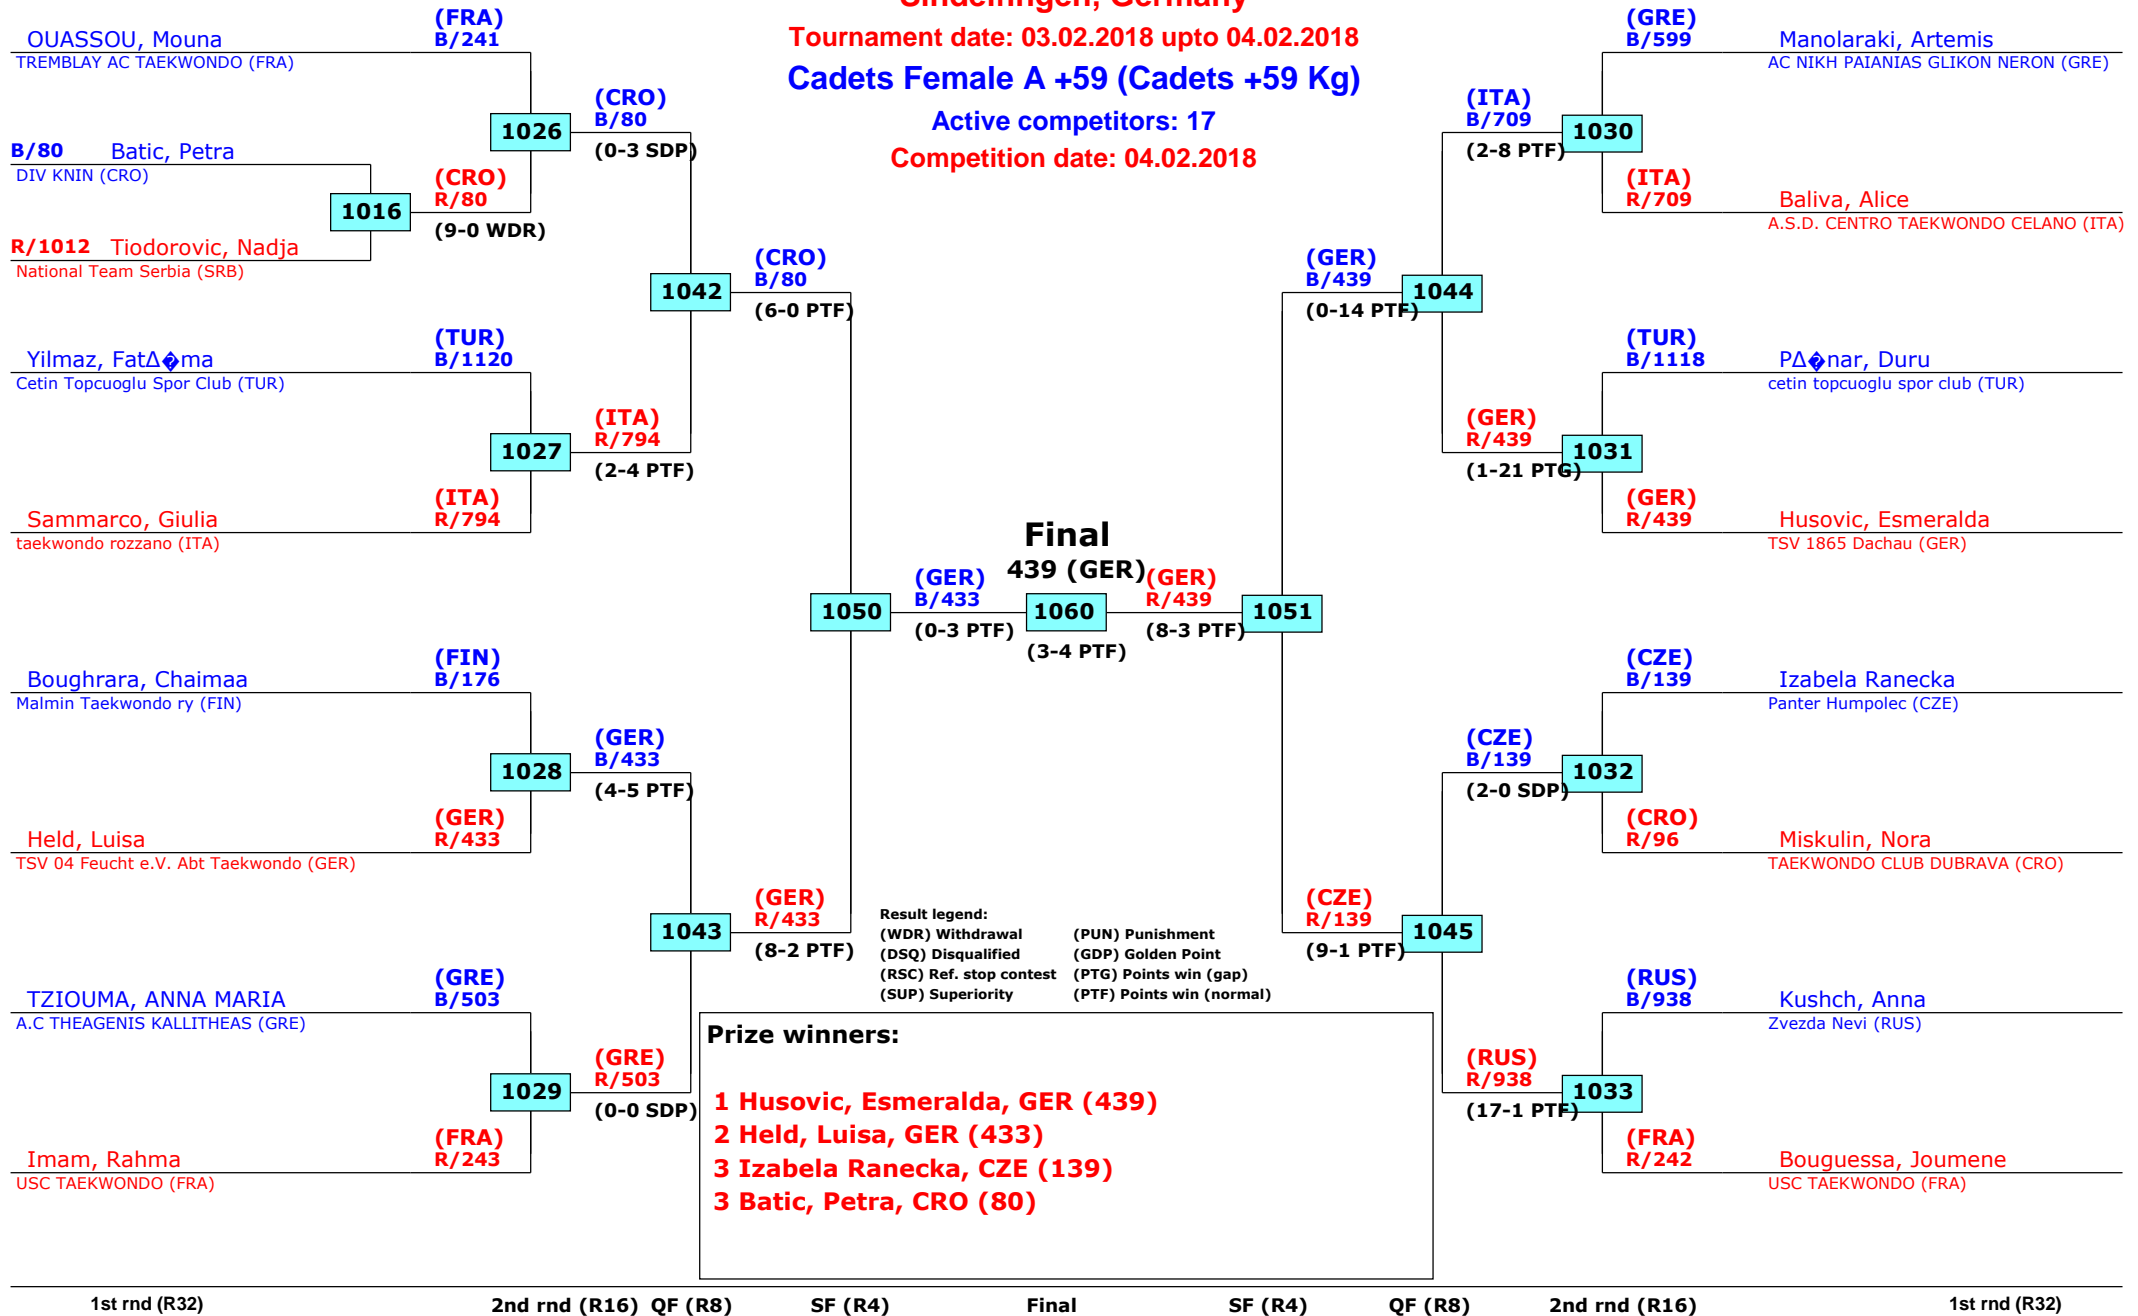 Sindelfingen, Germany
Tournament date: 03.02.2018 upto 04.02.2018
Cadets Female A +59 (Cadets +59 Kg)
Active competitors: 17
Competition date: 04.02.2018
OUASSOU, Mouna
TREMBLAY AC TAEKWONDO (FRA)
(FRA)
B/241
B/80 Batic, Petra
DIV KNIN (CRO)
R/1012 Tiodorovic, Nadja
National Team Serbia (SRB)
1016
(CRO)
R/80
(9-0 WDR)
1026
(CRO)
B/80
(0-3 SDP)
Yilmaz, FatΔ�ma
Cetin Topcuoglu Spor Club (TUR)
(TUR)
B/1120
Sammarco, Giulia
taekwondo rozzano (ITA)
(ITA)
R/794
1027
(ITA)
R/794
(2-4 PTF)
1042
(CRO)
B/80
(6-0 PTF)
Boughrara, Chaimaa
Malmin Taekwondo ry (FIN)
(FIN)
B/176
Held, Luisa
TSV 04 Feucht e.V. Abt Taekwondo (GER)
(GER)
R/433
1028
(GER)
B/433
(4-5 PTF)
TZIOUMA, ANNA MARIA
A.C THEAGENIS KALLITHEAS (GRE)
(GRE)
B/503
Imam, Rahma
USC TAEKWONDO (FRA)
(FRA)
R/243
1029
(GRE)
R/503
(0-0 SDP)
1043
(GER)
R/433
(8-2 PTF)
1050
(GER)
B/433
(0-3 PTF)
Final
439 (GER)
1060
(3-4 PTF)
(GER)
R/439
(8-3 PTF)
1051
(GER)
B/439
(0-14 PTF)
1044
(ITA)
B/709
(2-8 PTF)
1030
(GRE)
B/599
Manolaraki, Artemis
AC NIKH PAIANIAS GLIKON NERON (GRE)
(ITA)
R/709
Baliva, Alice
A.S.D. CENTRO TAEKWONDO CELANO (ITA)
(GER)
R/439
(1-21 PTG)
1031
(TUR)
B/1118
PΔ�nar, Duru
cetin topcuoglu spor club (TUR)
(GER)
R/439
Husovic, Esmeralda
TSV 1865 Dachau (GER)
(CZE)
R/139
(9-1 PTF)
1045
(CZE)
B/139
(2-0 SDP)
1032
(CZE)
B/139
Izabela Ranecka
Panter Humpolec (CZE)
(CRO)
R/96
Miskulin, Nora
TAEKWONDO CLUB DUBRAVA (CRO)
(RUS)
R/938
(17-1 PTF)
1033
(RUS)
B/938
Kushch, Anna
Zvezda Nevi (RUS)
(FRA)
R/242
Bouguessa, Joumene
USC TAEKWONDO (FRA)
Result legend:
(WDR) Withdrawal (PUN) Punishment
(DSQ) Disqualified (GDP) Golden Point
(RSC) Ref. stop contest (PTG) Points win (gap)
(SUP) Superiority (PTF) Points win (normal)
Prize winners:
1 Husovic, Esmeralda, GER (439)
2 Held, Luisa, GER (433)
3 Izabela Ranecka, CZE (139)
3 Batic, Petra, CRO (80)
1st rnd (R32) 2nd rnd (R16) QF (R8) SF (R4) Final SF (R4) QF (R8) 2nd rnd (R16) 1st rnd (R32)